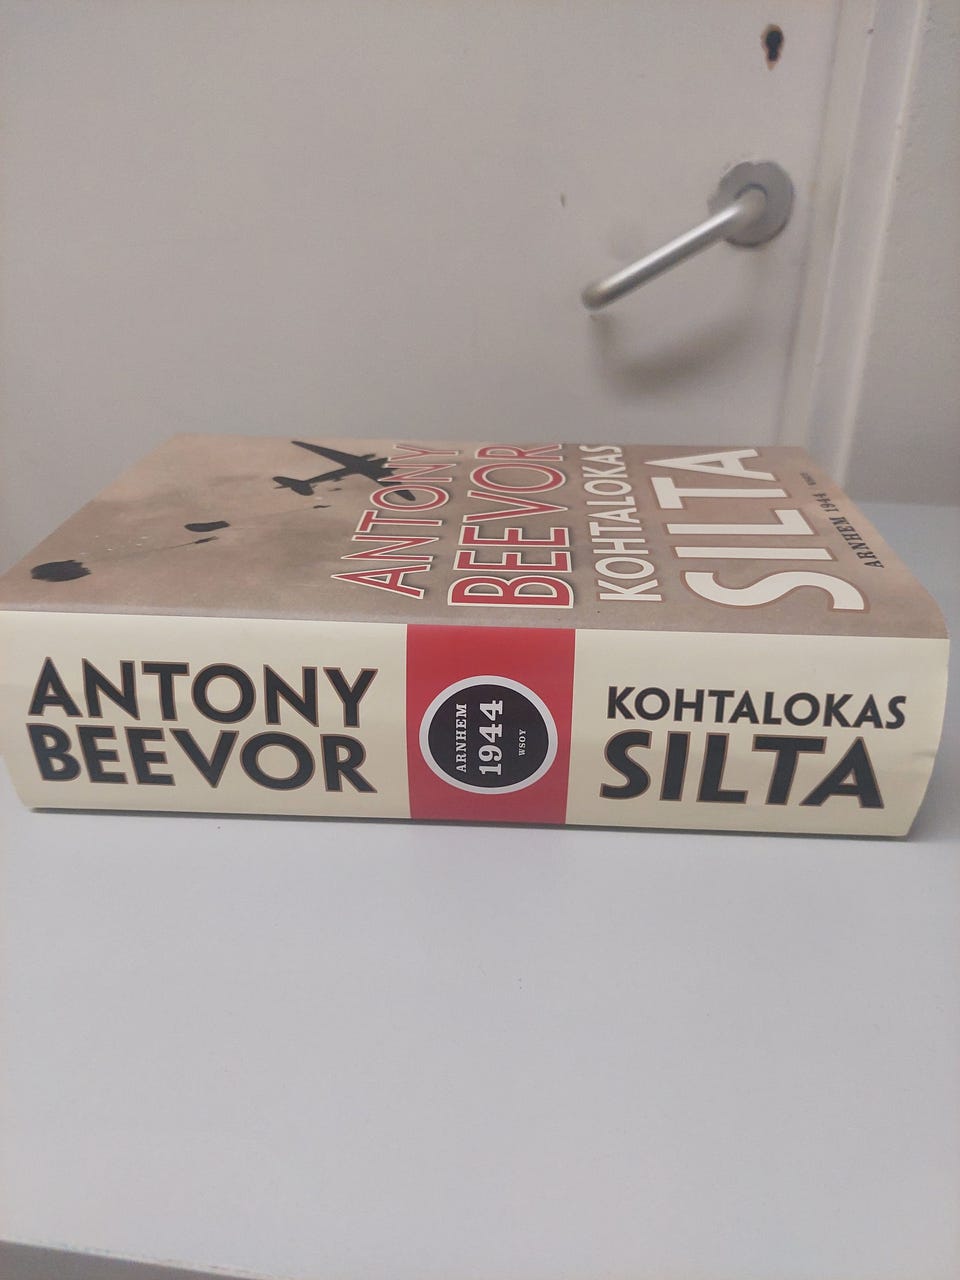 ANTONY
BEEVOR
KOHTALOKAS
SILTA
ARNHEM 1944
ANTONY
BEEVOR
ARNHEM
1944
WSOY
KOHTALOKAS
SILTA